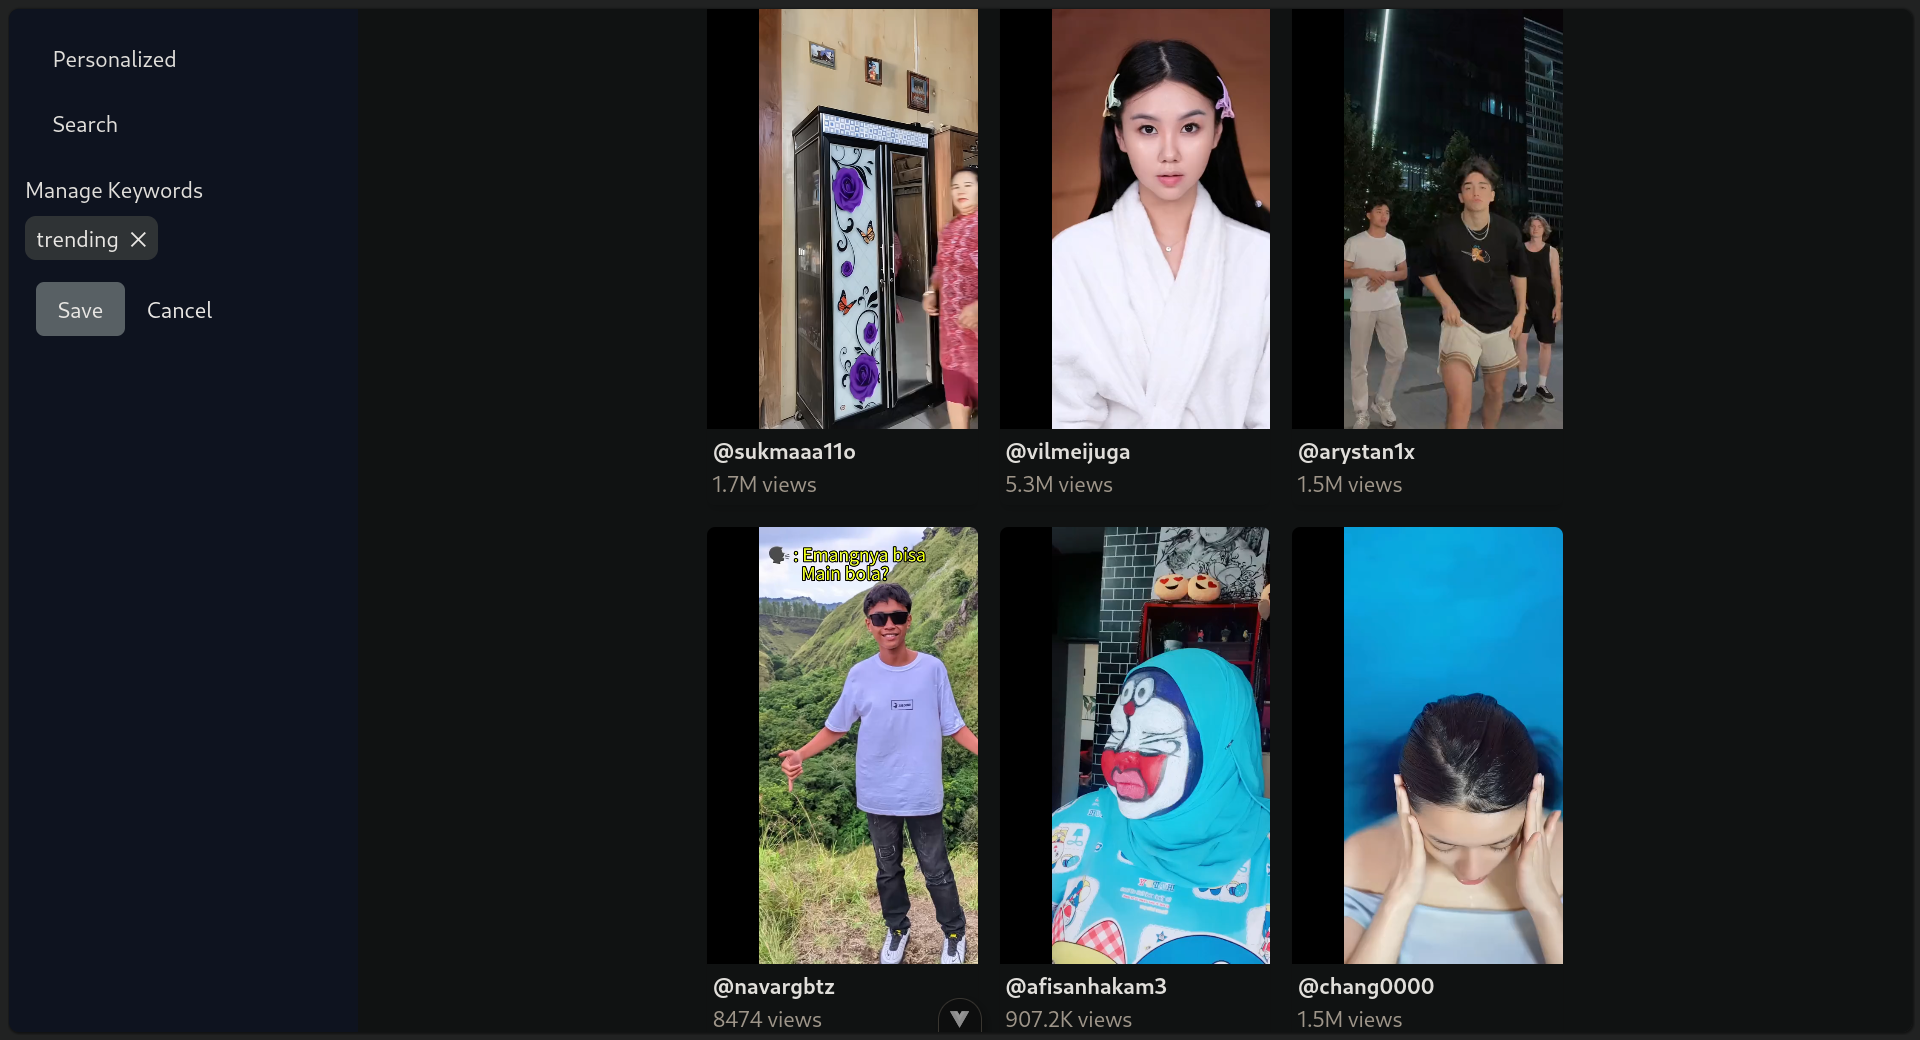 Personalized
Search
Manage Keywords
trending
Save
Cancel
@sukmaaa11o
1.7M views
@vilmeijuga
5.3M views
@arystan1x
1.5M views
: Emangnya bisa
Main bola?
@navargbtz
8474 views
@afisanhakam3
907.2K views
@chang0000
1.5M views